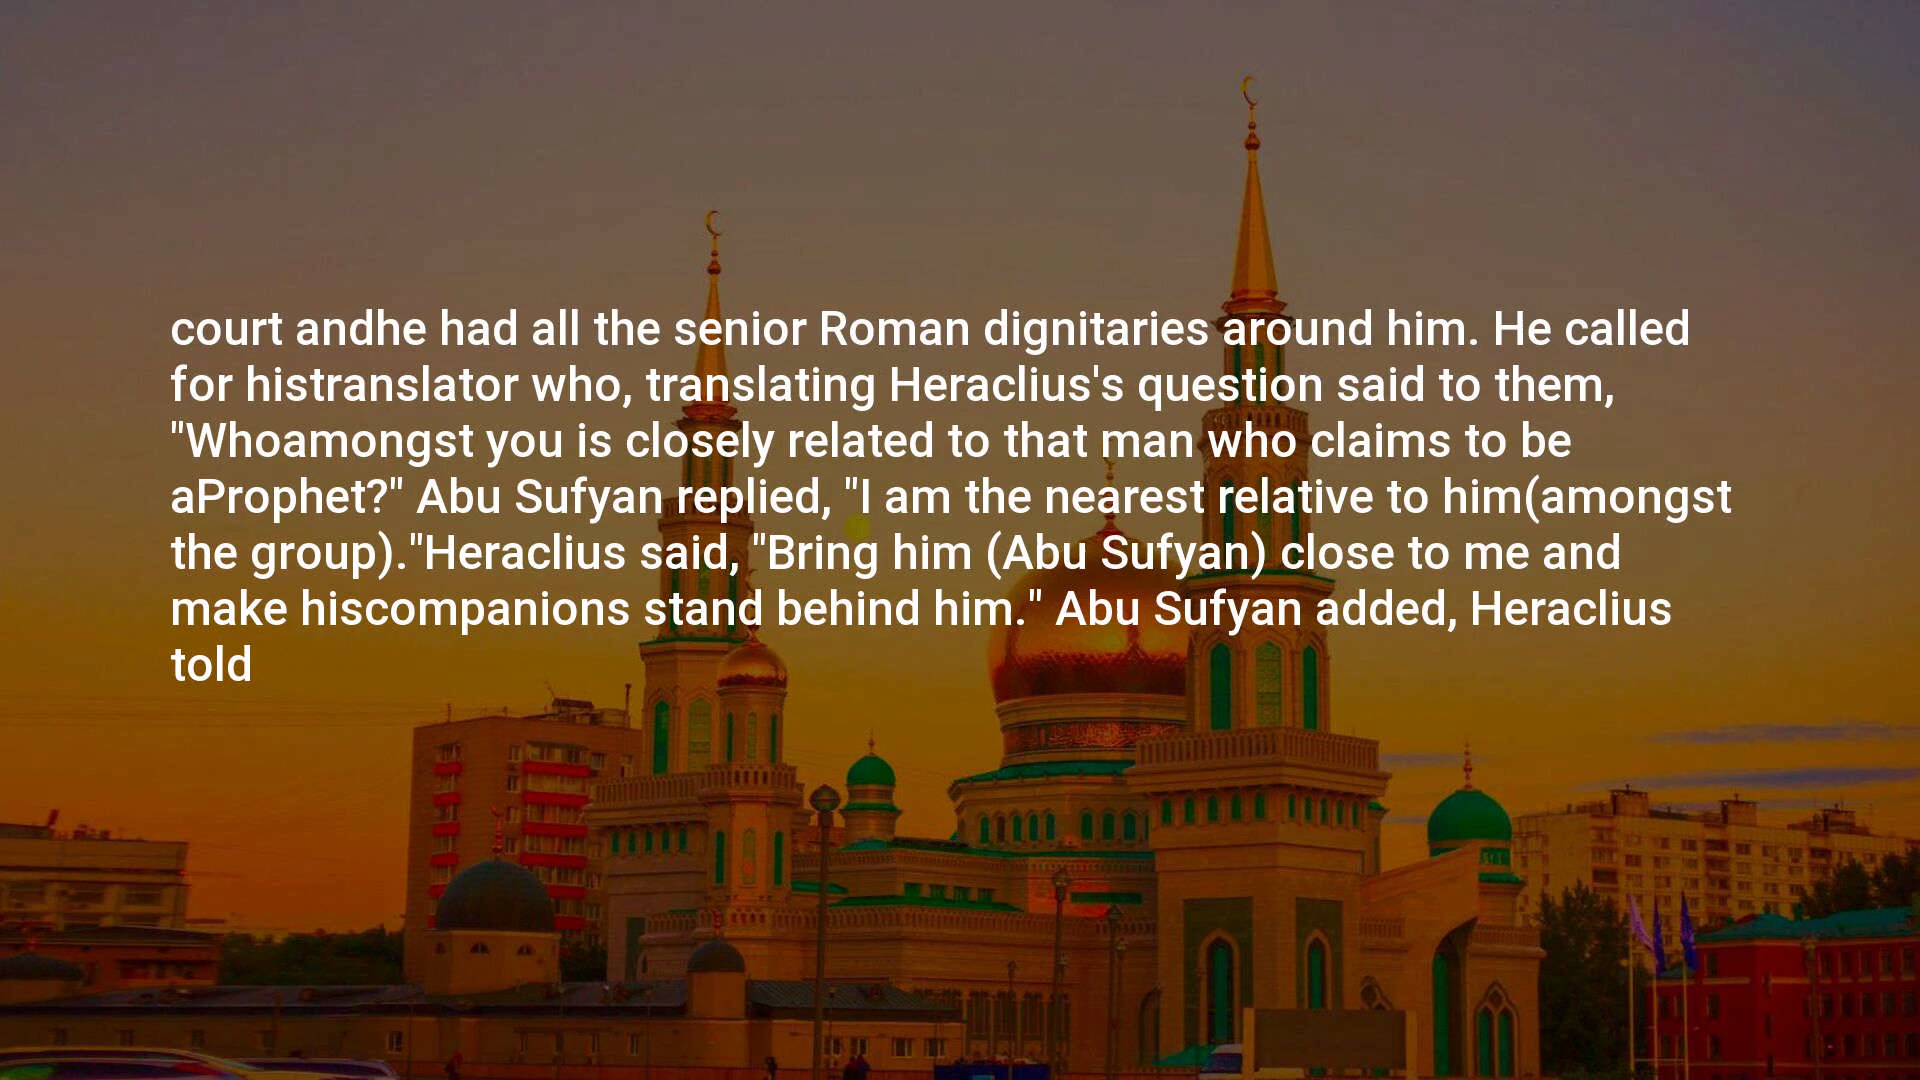 court andhe had all the senior Roman dignitaries around him. He called
for histranslator who, translating Heraclius's question said to them,
"Whoamongst you is closely related to that man who claims to be
aProphet?" Abu Sufyan replied, "I am the nearest relative to him(amongst
the group)."Heraclius said, "Bring him (Abu Sufyan) close to me and
make hiscompanions stand behind him." Abu Sufyan added, Heraclius
told